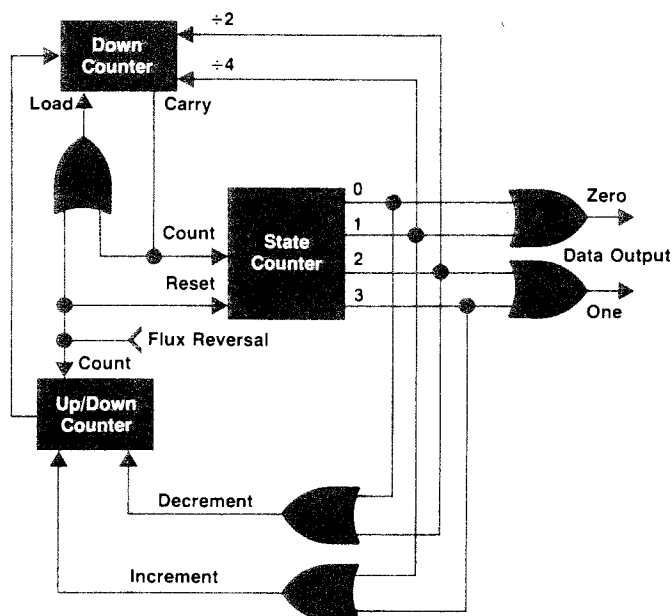 ÷2
Down
Counter
÷4
Load
Carry
0
Zero
Count
State
Counter
1
2
Data Output
Reset
3
One
Flux Reversal
Count
Up/Down
Counter
Decrement
Increment